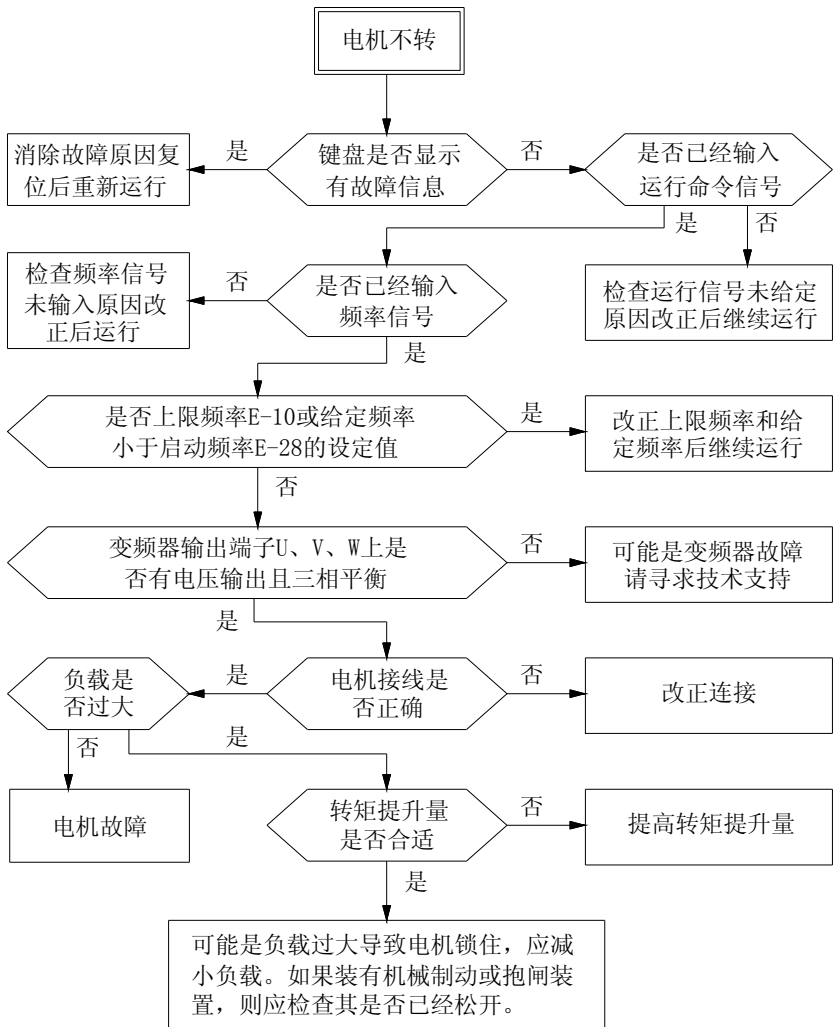 电机不转
消除故障原因复
位后重新运行
是
键盘是否显示
有故障信息
否
是否已经输入
运行命令信号
是
否
检查频率信号
未输入原因改
正后运行
否
是否已经输入
频率信号
检查运行信号未给定
原因改正后继续运行
是
是否上限频率E-10或给定频率
小于启动频率E-28的设定值
是
改正上限频率和给
定频率后继续运行
否
变频器输出端子U、V、W上是
否有电压输出且三相平衡
否
可能是变频器故障
请寻求技术支持
是
负载是
否过大
是
电机接线是
否正确
否
改正连接
否
是
电机故障
转矩提升量
是否合适
否
提高转矩提升量
是
可能是负载过大导致电机锁住，应减
小负载。如果装有机械制动或抱闸装
置，则应检查其是否已经松开。